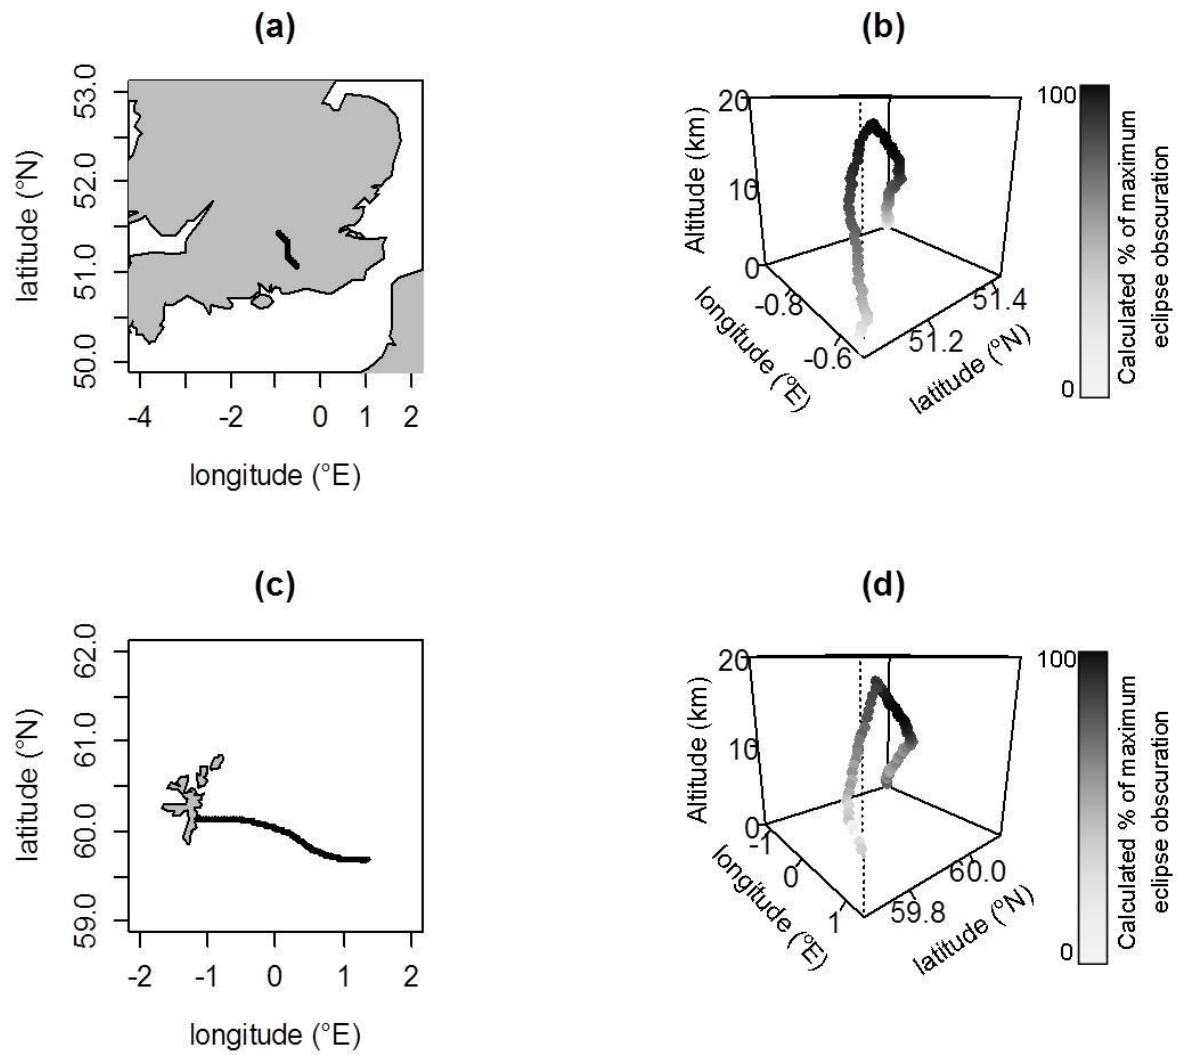 (a)
53.0
52.0
51.0
50.0
latitude (°N)
-4
-2
0
1
2
longitude (°E)
(b)
20
10
0
Altitude (km)
-0.8
-0.6
longitude (°E)
51.2
51.4
latitude (°N)
100
0
Calculated % of maximum
eclipse obscuration
(c)
62.0
61.0
60.0
59.0
latitude (°N)
-2
-1
0
1
2
longitude (°E)
(d)
20
10
0
Altitude (km)
-1
0
1
longitude (°E)
59.8
60.0
latitude (°N)
100
0
Calculated % of maximum
eclipse obscuration